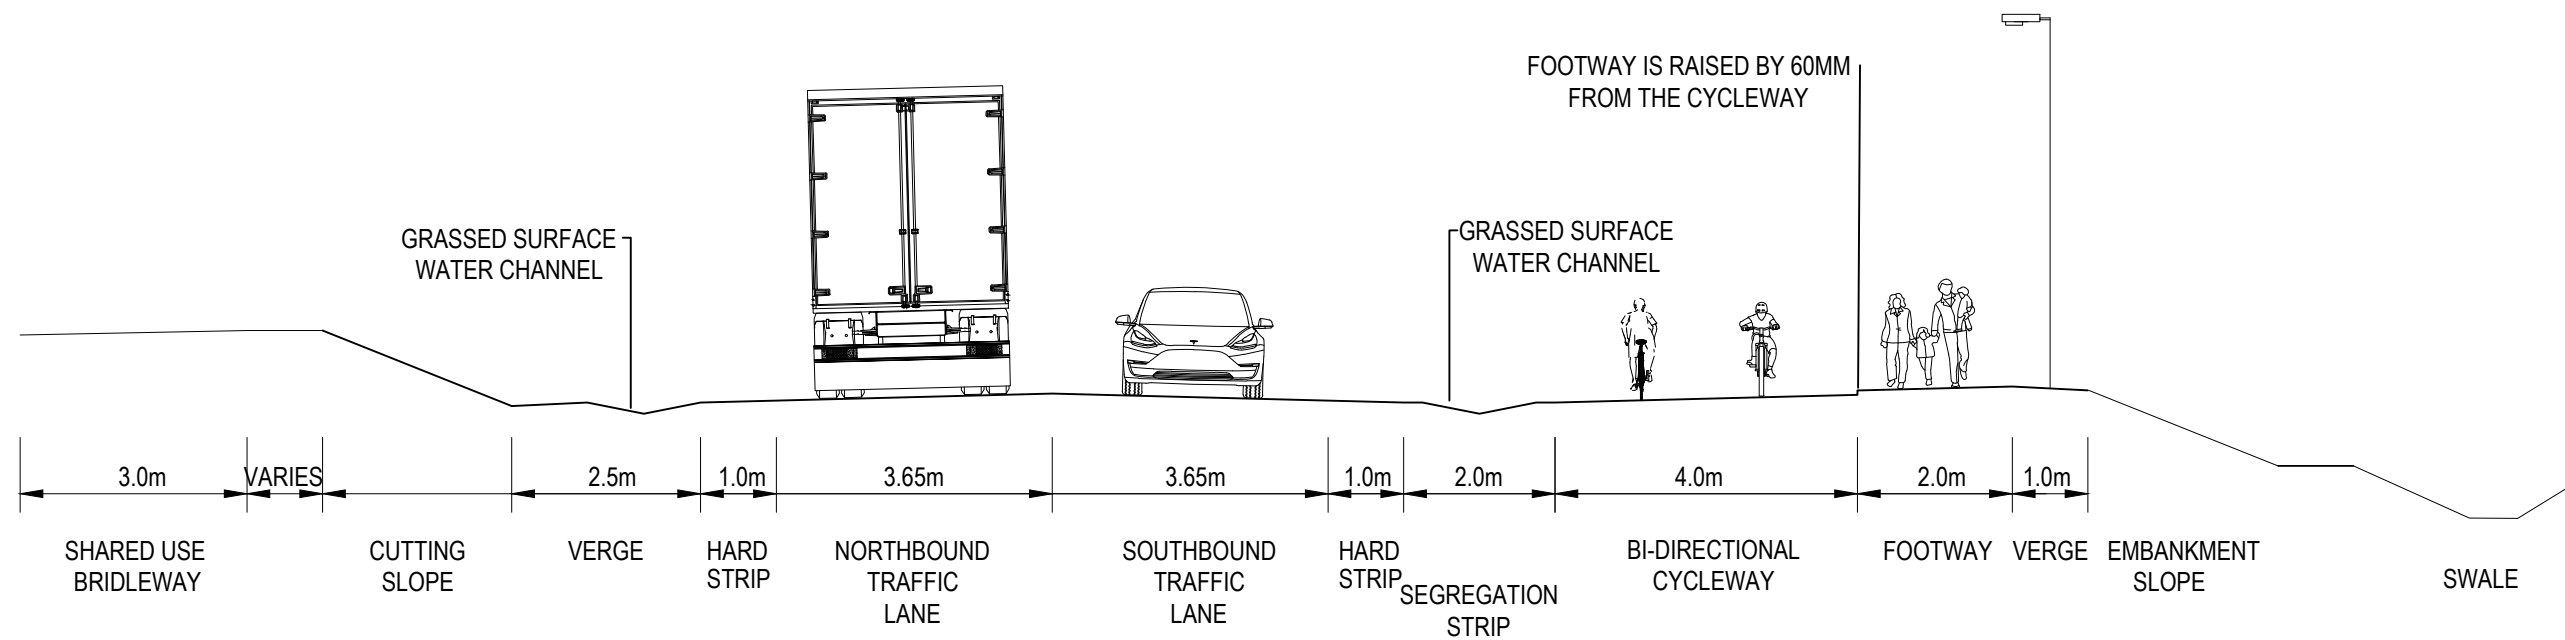 FOOTWAY IS RAISED BY 60MM
FROM THE CYCLEWAY
GRASSED SURFACE
WATER CHANNEL
GRASSED SURFACE
WATER CHANNEL
3.0m
VARIES
2.5m
1.0m
3.65m
3.65m
1.0m
2.0m
4.0m
2.0m
1.0m
SHARED USE
BRIDLEWAY
CUTTING
SLOPE
VERGE
HARD
STRIP
NORTHBOUND
TRAFFIC
LANE
SOUTHBOUND
TRAFFIC
LANE
HARD
STRIP
SEGREGATION
STRIP
BI-DIRECTIONAL
CYCLEWAY
FOOTWAY
VERGE
EMBANKMENT
SLOPE
SWALE